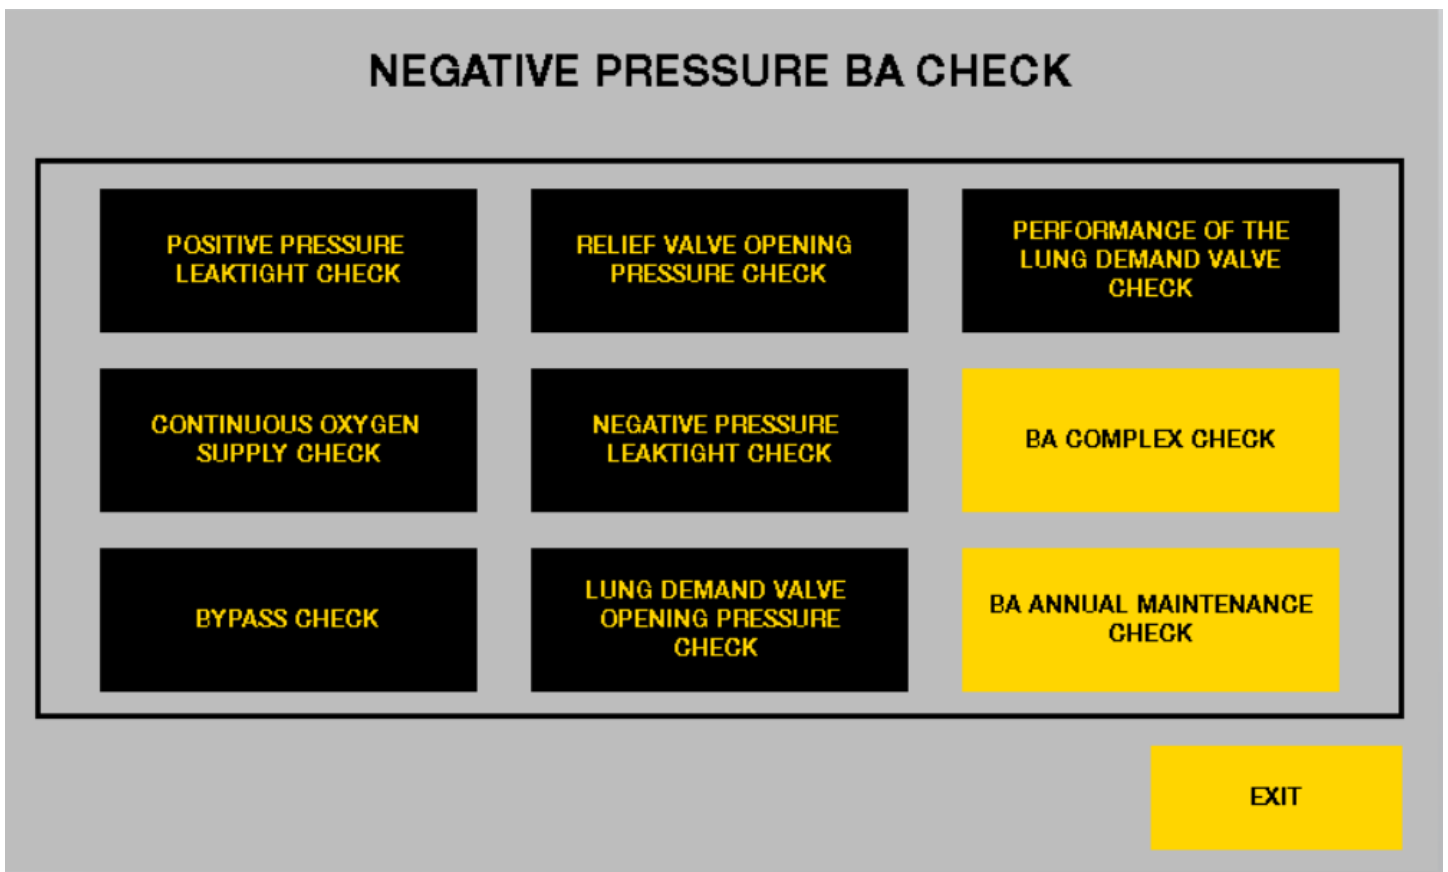 NEGATIVE PRESSURE BA CHECK
POSITIVE PRESSURE
LEAKTIGHT CHECK
RELIEF VALVE OPENING
PRESSURE CHECK
PERFORMANCE OF THE
LUNG DEMAND VALVE
CHECK
CONTINUOUS OXYGEN
SUPPLY CHECK
NEGATIVE PRESSURE
LEAKTIGHT CHECK
BA COMPLEX CHECK
BYPASS CHECK
LUNG DEMAND VALVE
OPENING PRESSURE
CHECK
BA ANNUAL MAINTENANCE
CHECK
EXIT